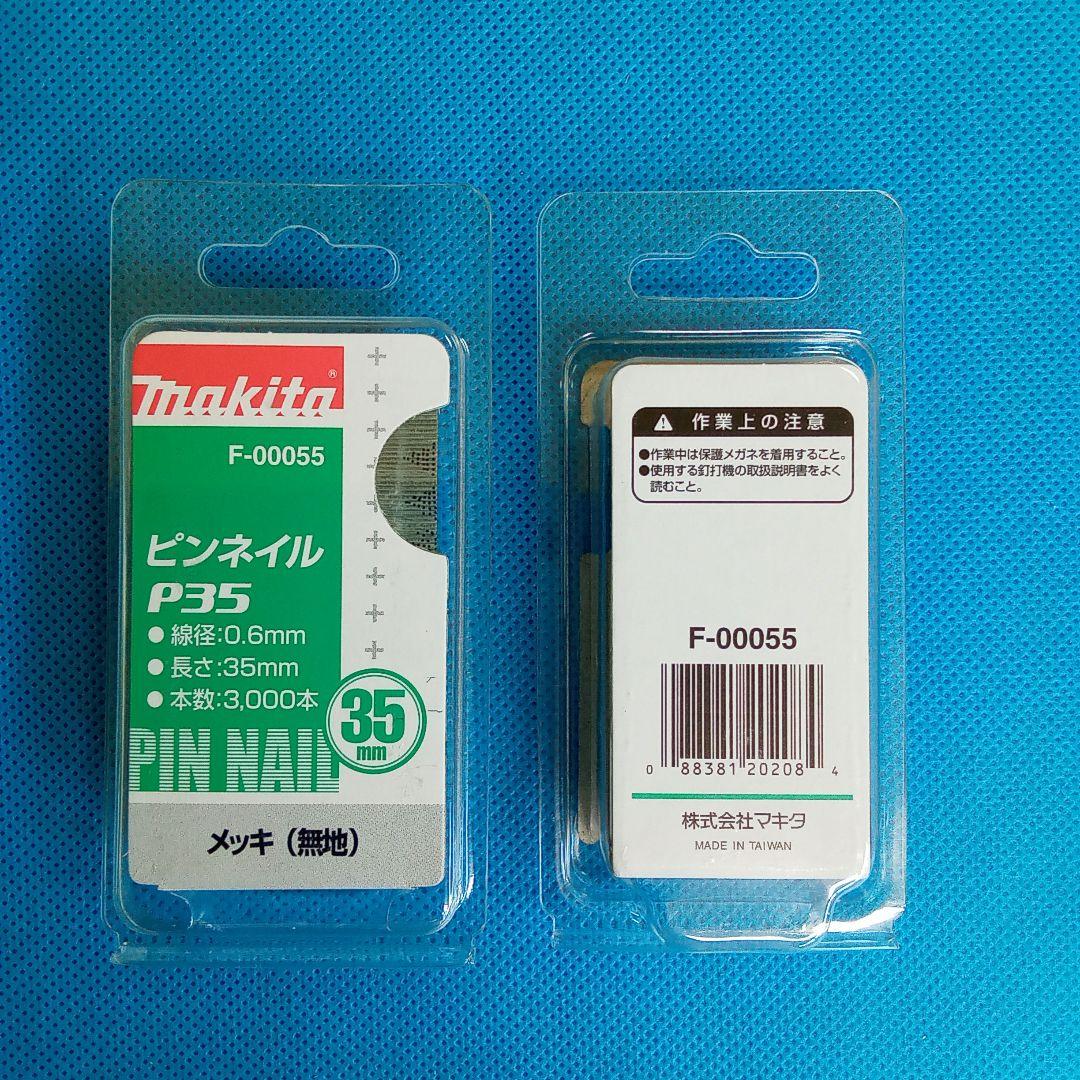 makita®
F-00055
ピンネイル
P35
●線径:0.6mm
●長さ:35mm
●本数:3,000本
35
mm
PIN NAIL
メッキ（無地）
作業上の注意
●作業中は保護メガネを着用すること。
●使用する釘打機の取扱説明書をよく
読むこと。
F-00055
0 88381 20208 4
株式会社マキタ
MADE IN TAIWAN